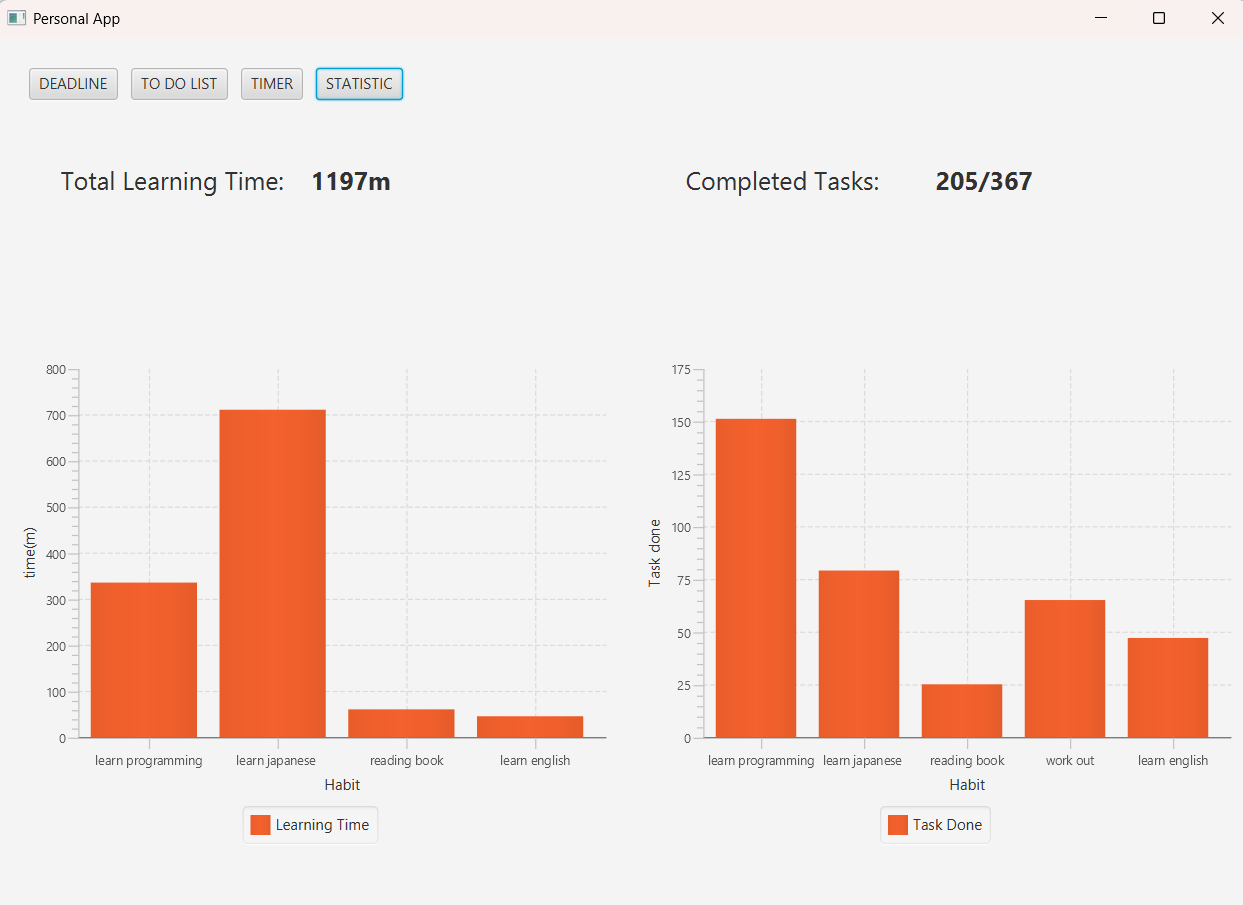 Personal App
DEADLINE TO DO LIST TIMER STATISTIC
Total Learning Time: 1197m
Completed Tasks: 205/367
800
700
600
500
400
300
200
100
0
time(m)
learn programming learn japanese reading book learn english
Habit
Learning Time
175
150
125
100
75
50
25
0
Task done
learn programming learn japanese reading book work out learn english
Habit
Task Done